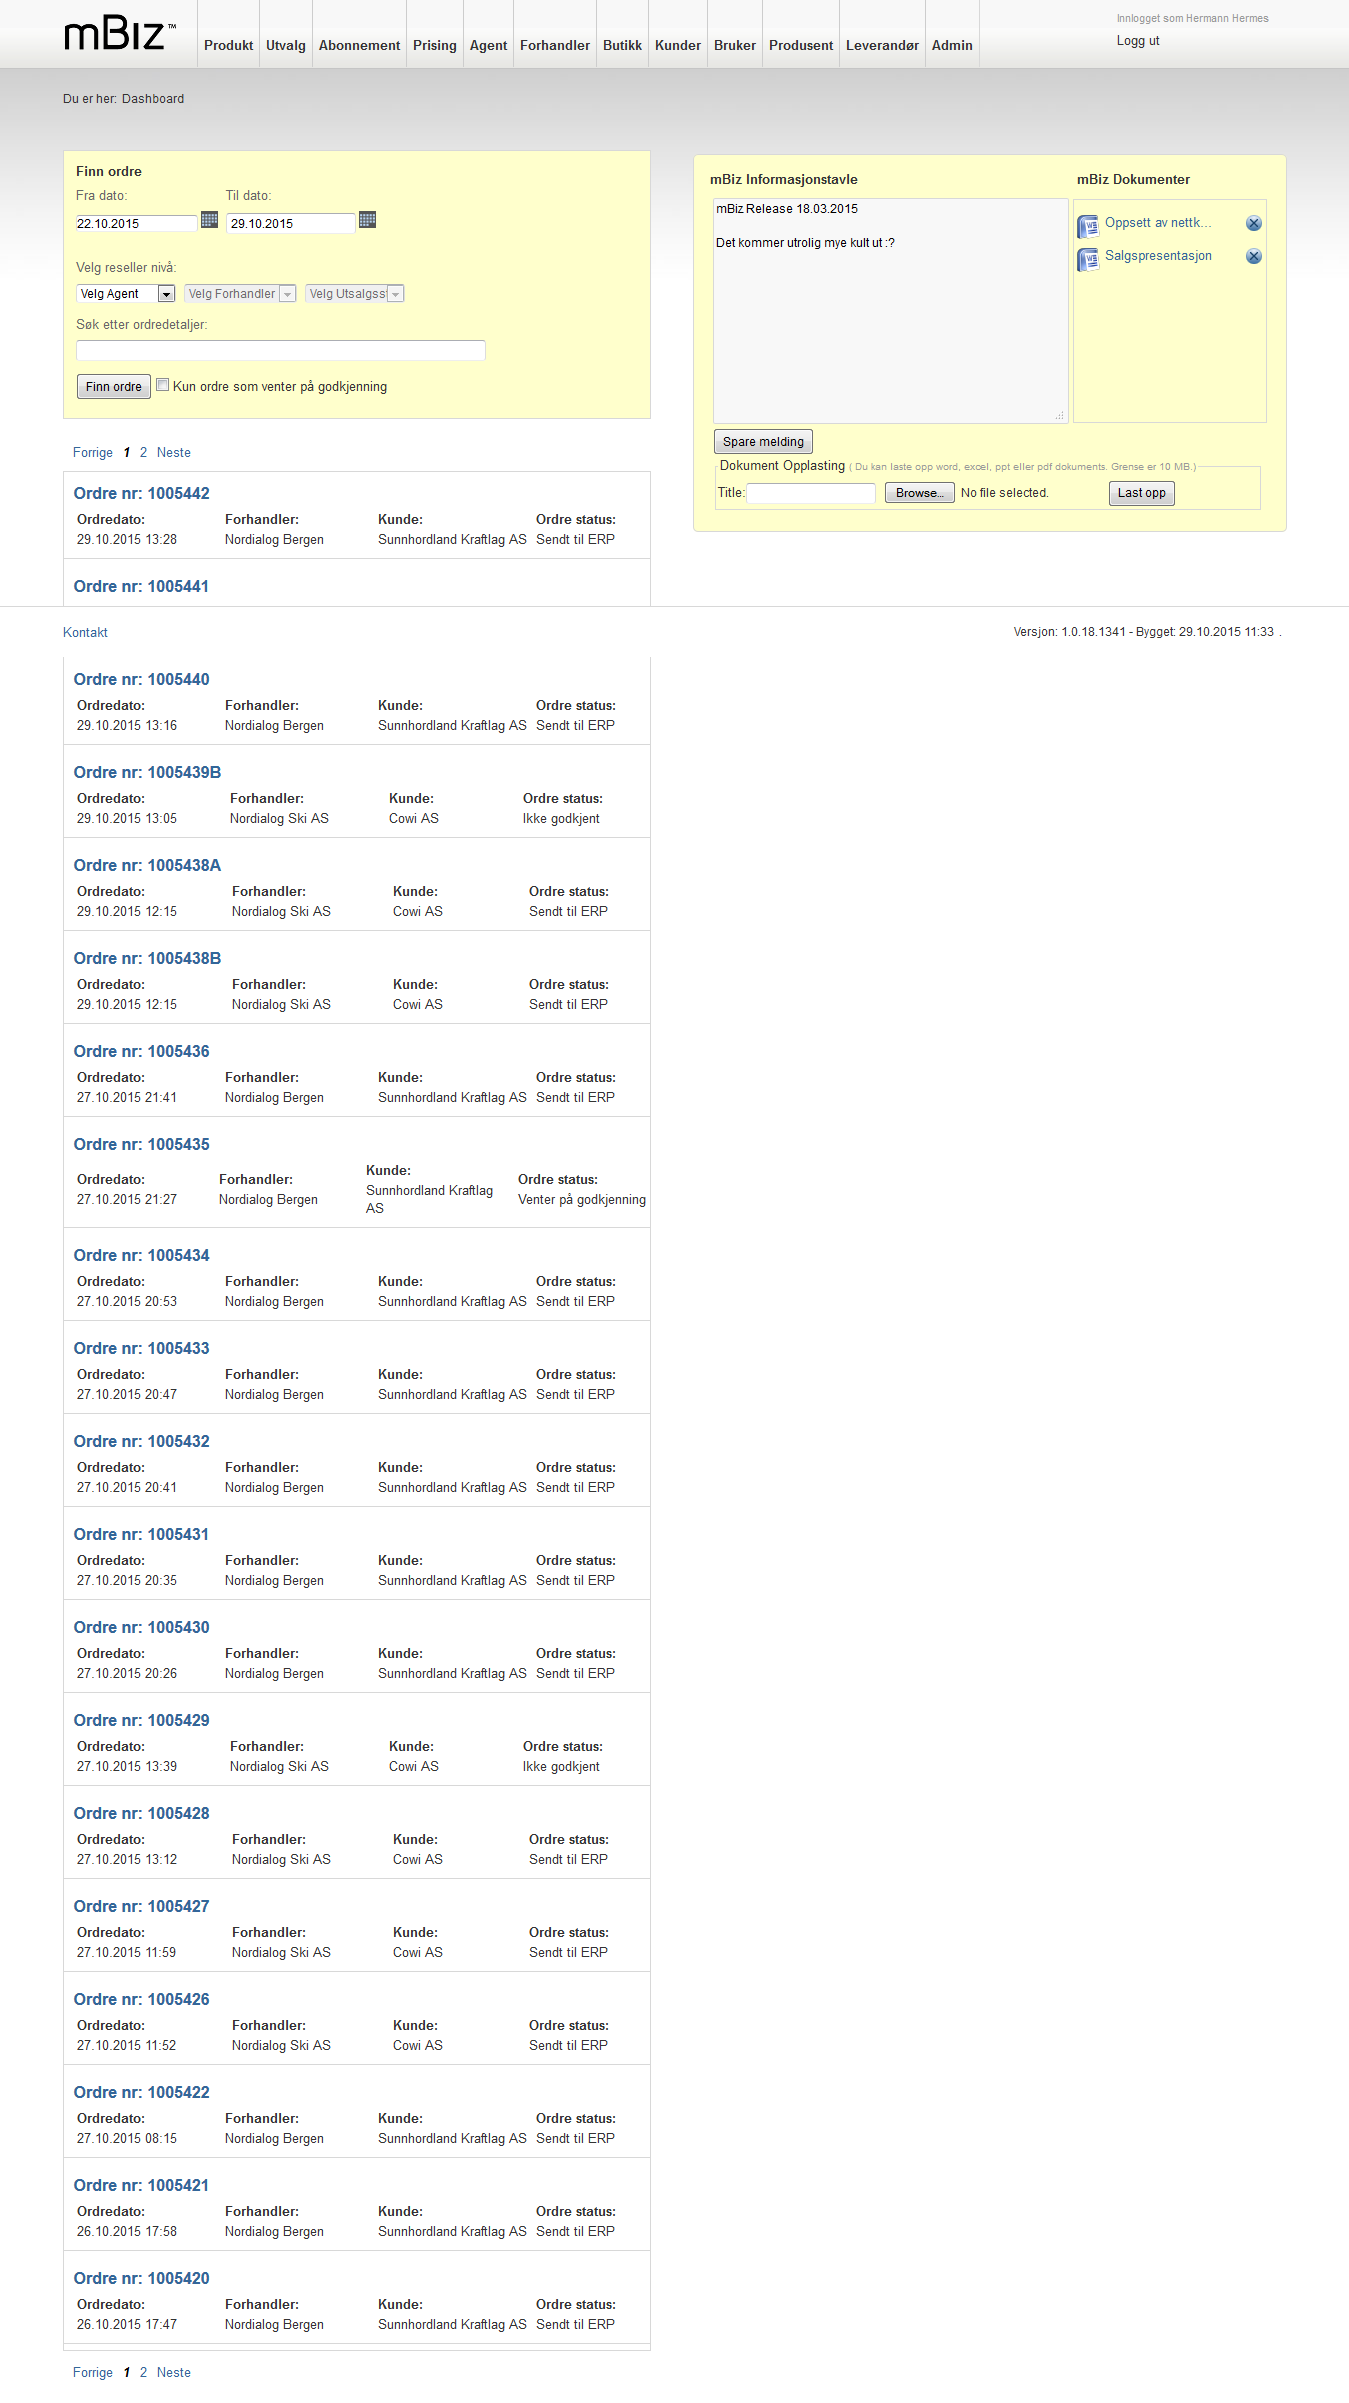 mBiz™
Produkt Utvalg Abonnement Prising Agent Forhandler Butikk Kunder Bruker Produsent Leverandør Admin
Innlogget som Hermann Hermes
Logg ut
Du er her: Dashboard
Finn ordre
Fra dato: Til dato:
22.10.2015 29.10.2015
Velg reseller nivå:
Velg Agent Velg Forhandler Velg Utsalgss
Søk etter ordredetaljer:
Finn ordre Kun ordre som venter på godkjenning
mBiz Informasjonstavle mBiz Dokumenter
mBiz Release 18.03.2015
Det kommer utrolig mye kult ut :?
Oppsett av nettk...
Salgspresentasjon
Spare melding
Dokument Opplasting ( Du kan laste opp word, excel, ppt eller pdf dokuments. Grense er 10 MB.)
Title: Browse... No file selected. Last opp
Forrige 1 2 Neste
Ordre nr: 1005442
Ordredato: Forhandler: Kunde: Ordre status:
29.10.2015 13:28 Nordialog Bergen Sunnhordland Kraftlag AS Sendt til ERP
Ordre nr: 1005441
Kontakt Versjon: 1.0.18.1341 - Bygget: 29.10.2015 11:33 .
Ordre nr: 1005440
Ordredato: Forhandler: Kunde: Ordre status:
29.10.2015 13:16 Nordialog Bergen Sunnhordland Kraftlag AS Sendt til ERP
Ordre nr: 1005439B
Ordredato: Forhandler: Kunde: Ordre status:
29.10.2015 13:05 Nordialog Ski AS Cowi AS Ikke godkjent
Ordre nr: 1005438A
Ordredato: Forhandler: Kunde: Ordre status:
29.10.2015 12:15 Nordialog Ski AS Cowi AS Sendt til ERP
Ordre nr: 1005438B
Ordredato: Forhandler: Kunde: Ordre status:
29.10.2015 12:15 Nordialog Ski AS Cowi AS Sendt til ERP
Ordre nr: 1005436
Ordredato: Forhandler: Kunde: Ordre status:
27.10.2015 21:41 Nordialog Bergen Sunnhordland Kraftlag AS Sendt til ERP
Ordre nr: 1005435
Ordredato: Forhandler: Kunde: Ordre status:
27.10.2015 21:27 Nordialog Bergen Sunnhordland Kraftlag Venter på godkjenning
AS
Ordre nr: 1005434
Ordredato: Forhandler: Kunde: Ordre status:
27.10.2015 20:53 Nordialog Bergen Sunnhordland Kraftlag AS Sendt til ERP
Ordre nr: 1005433
Ordredato: Forhandler: Kunde: Ordre status:
27.10.2015 20:47 Nordialog Bergen Sunnhordland Kraftlag AS Sendt til ERP
Ordre nr: 1005432
Ordredato: Forhandler: Kunde: Ordre status:
27.10.2015 20:41 Nordialog Bergen Sunnhordland Kraftlag AS Sendt til ERP
Ordre nr: 1005431
Ordredato: Forhandler: Kunde: Ordre status:
27.10.2015 20:35 Nordialog Bergen Sunnhordland Kraftlag AS Sendt til ERP
Ordre nr: 1005430
Ordredato: Forhandler: Kunde: Ordre status:
27.10.2015 20:26 Nordialog Bergen Sunnhordland Kraftlag AS Sendt til ERP
Ordre nr: 1005429
Ordredato: Forhandler: Kunde: Ordre status:
27.10.2015 13:39 Nordialog Ski AS Cowi AS Ikke godkjent
Ordre nr: 1005428
Ordredato: Forhandler: Kunde: Ordre status:
27.10.2015 13:12 Nordialog Ski AS Cowi AS Sendt til ERP
Ordre nr: 1005427
Ordredato: Forhandler: Kunde: Ordre status:
27.10.2015 11:59 Nordialog Ski AS Cowi AS Sendt til ERP
Ordre nr: 1005426
Ordredato: Forhandler: Kunde: Ordre status:
27.10.2015 11:52 Nordialog Ski AS Cowi AS Sendt til ERP
Ordre nr: 1005422
Ordredato: Forhandler: Kunde: Ordre status:
27.10.2015 08:15 Nordialog Bergen Sunnhordland Kraftlag AS Sendt til ERP
Ordre nr: 1005421
Ordredato: Forhandler: Kunde: Ordre status:
26.10.2015 17:58 Nordialog Bergen Sunnhordland Kraftlag AS Sendt til ERP
Ordre nr: 1005420
Ordredato: Forhandler: Kunde: Ordre status:
26.10.2015 17:47 Nordialog Bergen Sunnhordland Kraftlag AS Sendt til ERP
Forrige 1 2 Neste